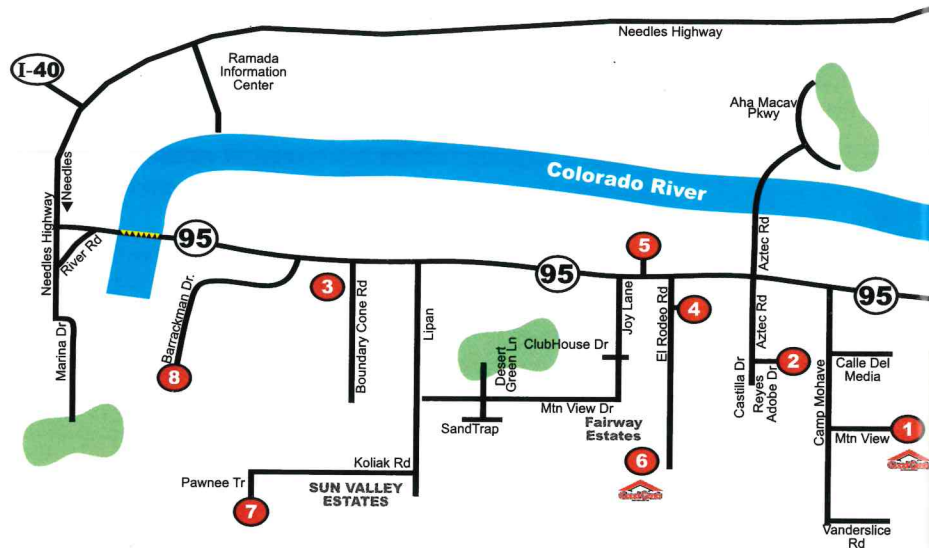 Needles Highway
I-40
Ramada
Information
Center
Aha Macav
Pkwy
Needles
Colorado River
Needles Highway
River Rd
95
Aztec Rd
5
95
95
3
Barrackman Dr.
Boundary Cone Rd
Lipan
Joy Lane
4
El Rodeo Rd
Aztec Rd
Marina Dr
Desert
Green Ln
ClubHouse Dr
2
Calle Del
Media
8
Castilla Dr
Reyes
Adobe Dr
Camp Mohave
Mtn View Dr
SandTrap
Fairway
Estates
1
Mtn View
6
Koliak Rd
Pawnee Tr
SUN VALLEY
ESTATES
7
Vanderslice
Rd